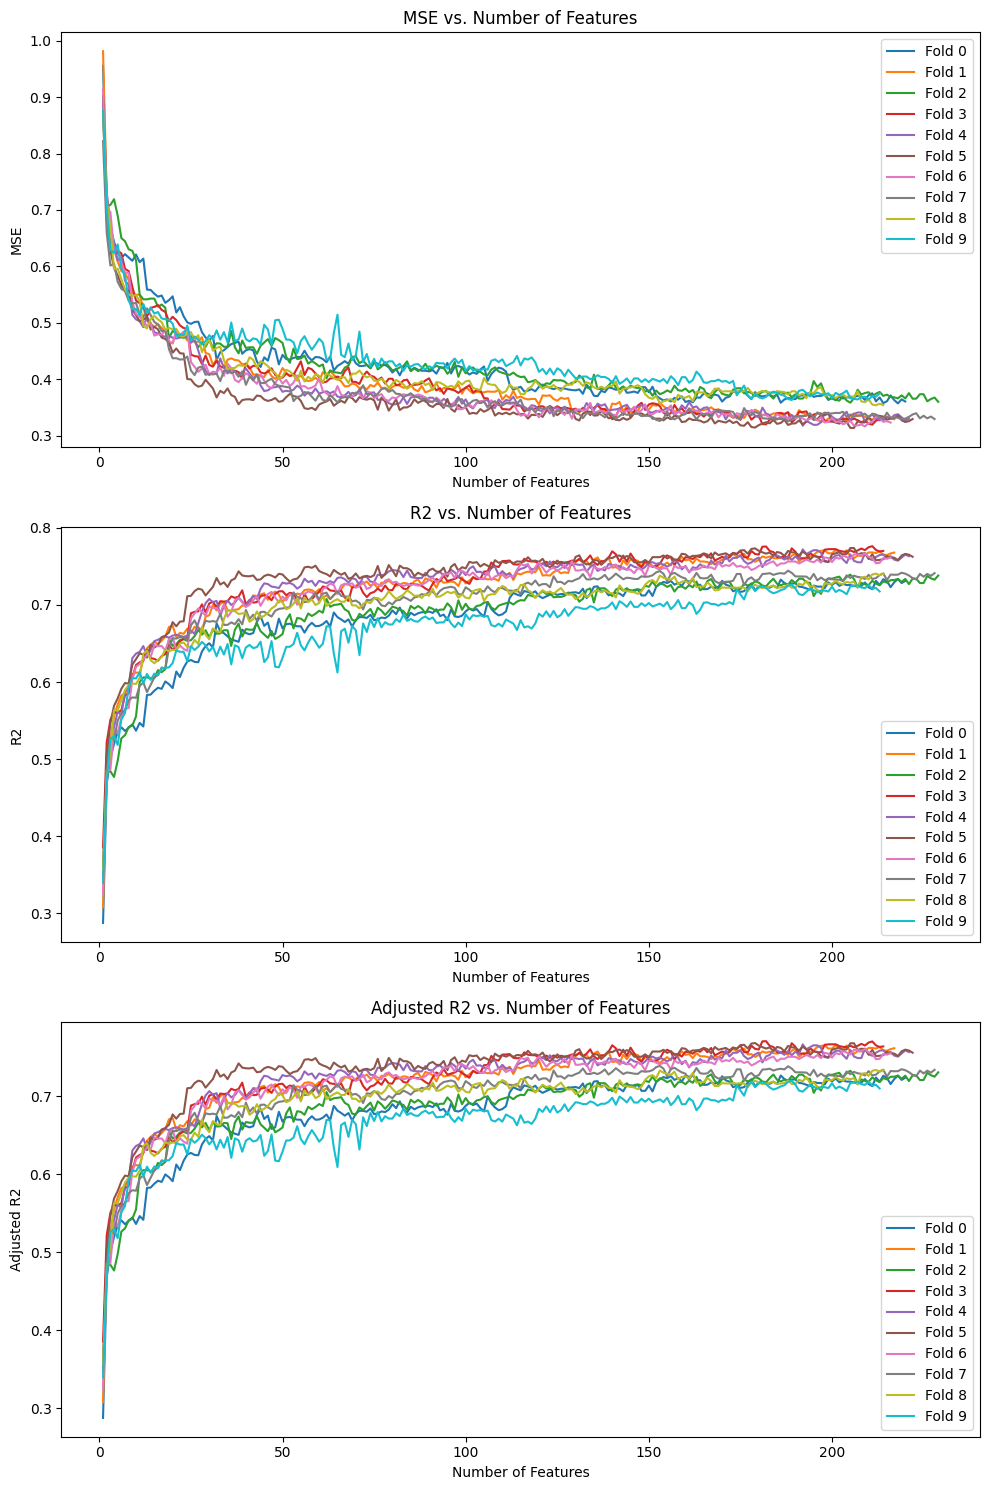 MSE vs. Number of Features
1.0
0.9
0.8
0.7
0.6
0.5
0.4
0.3
MSE
0
50
100
150
200
Number of Features
Fold 0
Fold 1
Fold 2
Fold 3
Fold 4
Fold 5
Fold 6
Fold 7
Fold 8
Fold 9
R2 vs. Number of Features
0.8
0.7
0.6
0.5
0.4
0.3
R2
0
50
100
150
200
Number of Features
Fold 0
Fold 1
Fold 2
Fold 3
Fold 4
Fold 5
Fold 6
Fold 7
Fold 8
Fold 9
Adjusted R2 vs. Number of Features
0.7
0.6
0.5
0.4
0.3
Adjusted R2
0
50
100
150
200
Number of Features
Fold 0
Fold 1
Fold 2
Fold 3
Fold 4
Fold 5
Fold 6
Fold 7
Fold 8
Fold 9